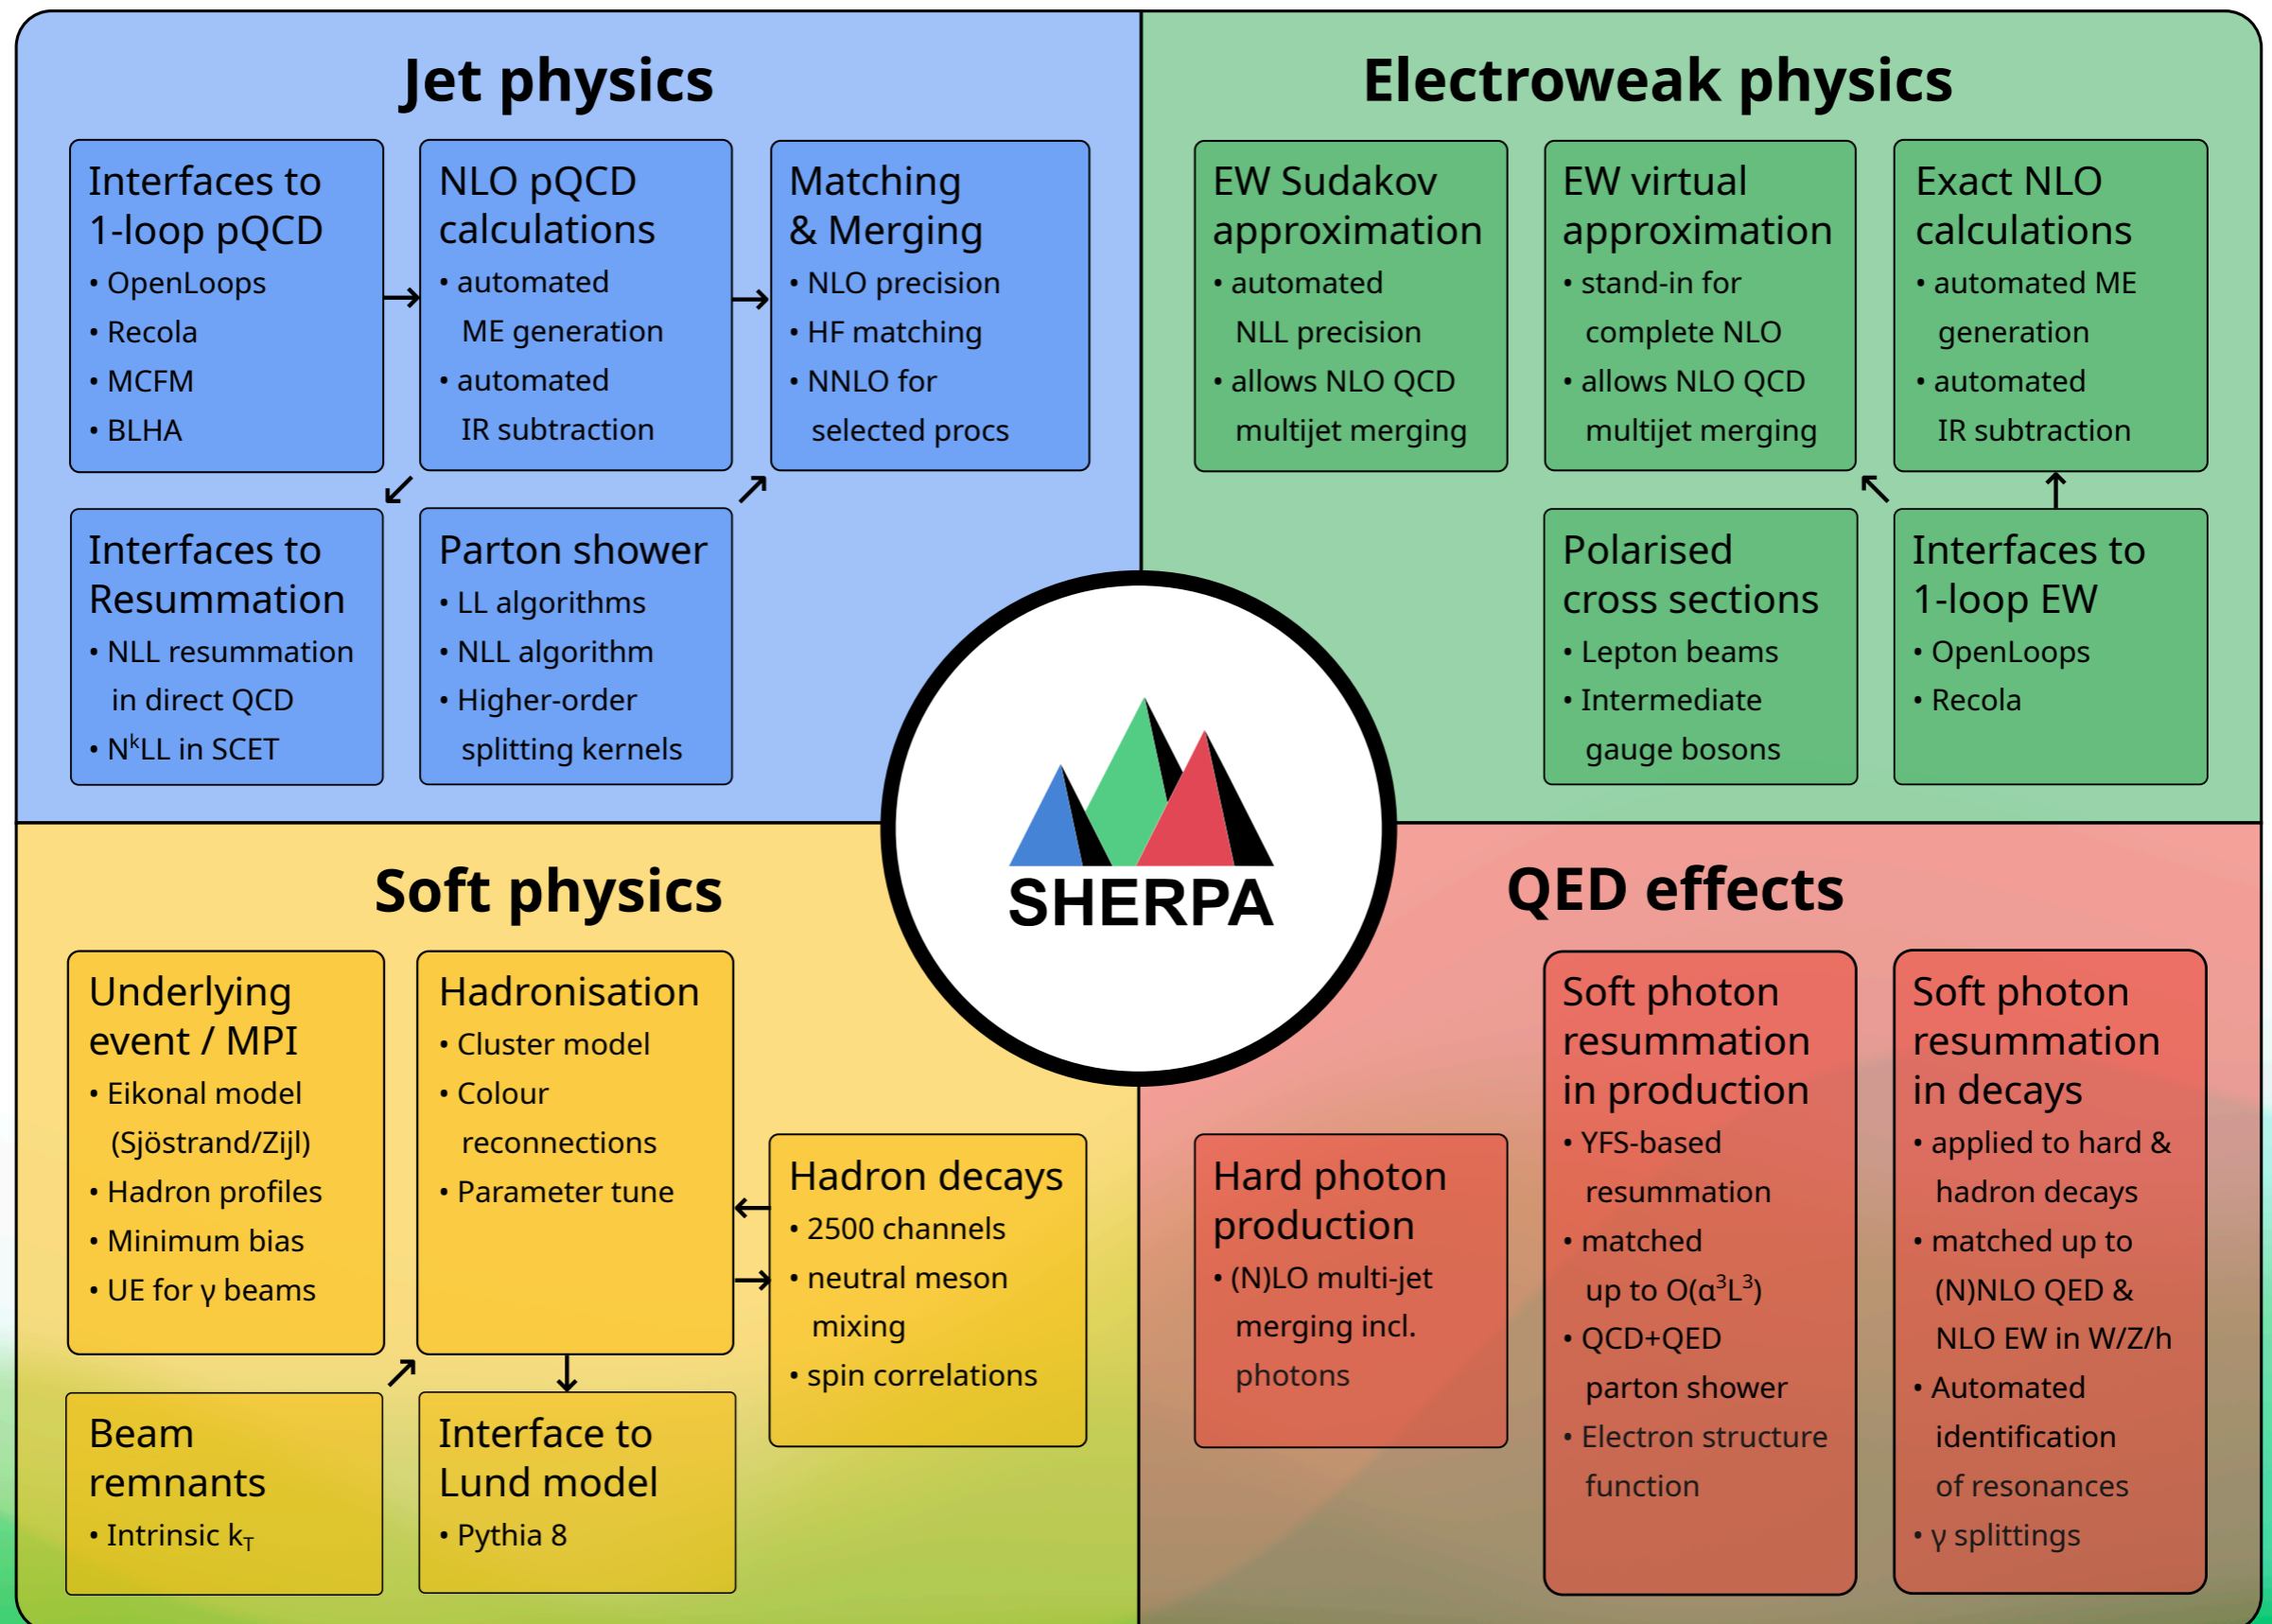 Jet physics
Interfaces to
1-loop pQCD
• OpenLoops
• Recola
• MCFM
• BLHA
NLO pQCD
calculations
• automated
ME generation
• automated
IR subtraction
Matching
& Merging
• NLO precision
• HF matching
• NNLO for
selected procs
Interfaces to
Resummation
• NLL resummation
in direct QCD
• NᵏLL in SCET
Parton shower
• LL algorithms
• NLL algorithm
• Higher-order
splitting kernels
Electroweak physics
EW Sudakov
approximation
• automated
NLL precision
• allows NLO QCD
multijet merging
EW virtual
approximation
• stand-in for
complete NLO
• allows NLO QCD
multijet merging
Exact NLO
calculations
• automated ME
generation
• automated
IR subtraction
Polarised
cross sections
• Lepton beams
• Intermediate
gauge bosons
Interfaces to
1-loop EW
• OpenLoops
• Recola
SHERPA
Soft physics
Underlying
event / MPI
• Eikonal model
(Sjöstrand/Zijl)
• Hadron profiles
• Minimum bias
• UE for γ beams
Hadronisation
• Cluster model
• Colour
reconnections
• Parameter tune
Hadron decays
• 2500 channels
• neutral meson
mixing
• spin correlations
Beam
remnants
• Intrinsic k_T
Interface to
Lund model
• Pythia 8
QED effects
Hard photon
production
• (N)LO multi-jet
merging incl.
photons
Soft photon
resummation
in production
• YFS-based
resummation
• matched
up to O(α³L³)
• QCD+QED
parton shower
• Electron structure
function
Soft photon
resummation
in decays
• applied to hard &
hadron decays
• matched up to
(N)NLO QED &
NLO EW in W/Z/h
• Automated
identification
of resonances
• γ splittings